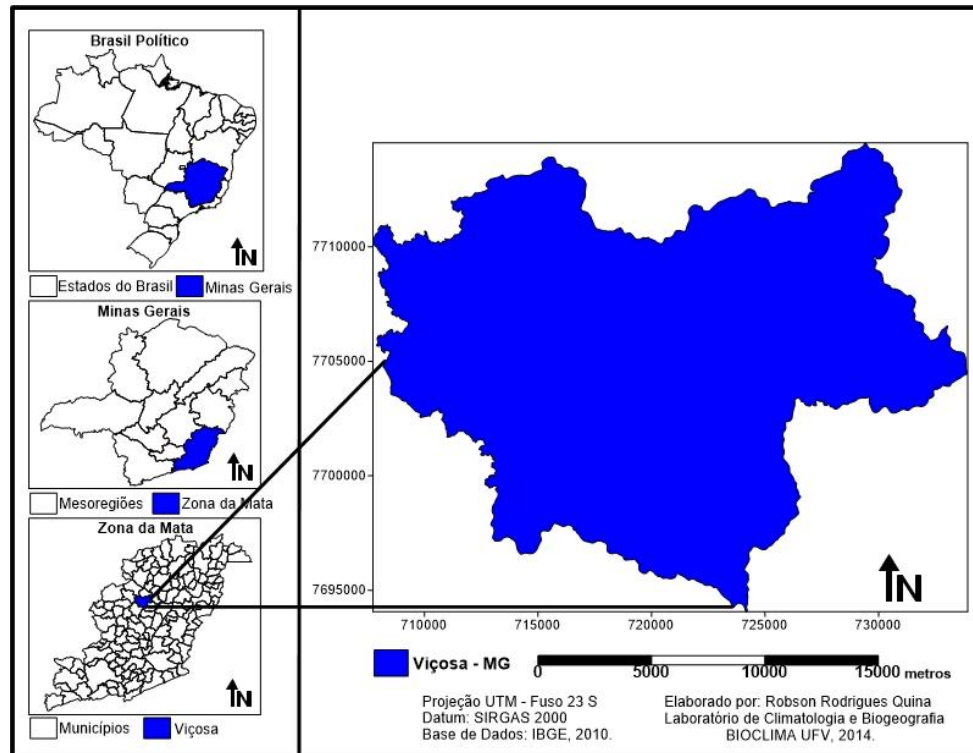 Brasil Político
N
Estados do Brasil Minas Gerais
Minas Gerais
N
Mesoregiões Zona da Mata
Zona da Mata
N
Municípios Viçosa
7710000
7705000
7700000
7695000
N
710000 715000 720000 725000 730000
Viçosa - MG
0 5000 10000 15000 metros
Projeção UTM - Fuso 23 S
Datum: SIRGAS 2000
Base de Dados: IBGE, 2010.
Elaborado por: Robson Rodrigues Quina
Laboratório de Climatologia e Biogeografia
BIOCLIMA UFV, 2014.